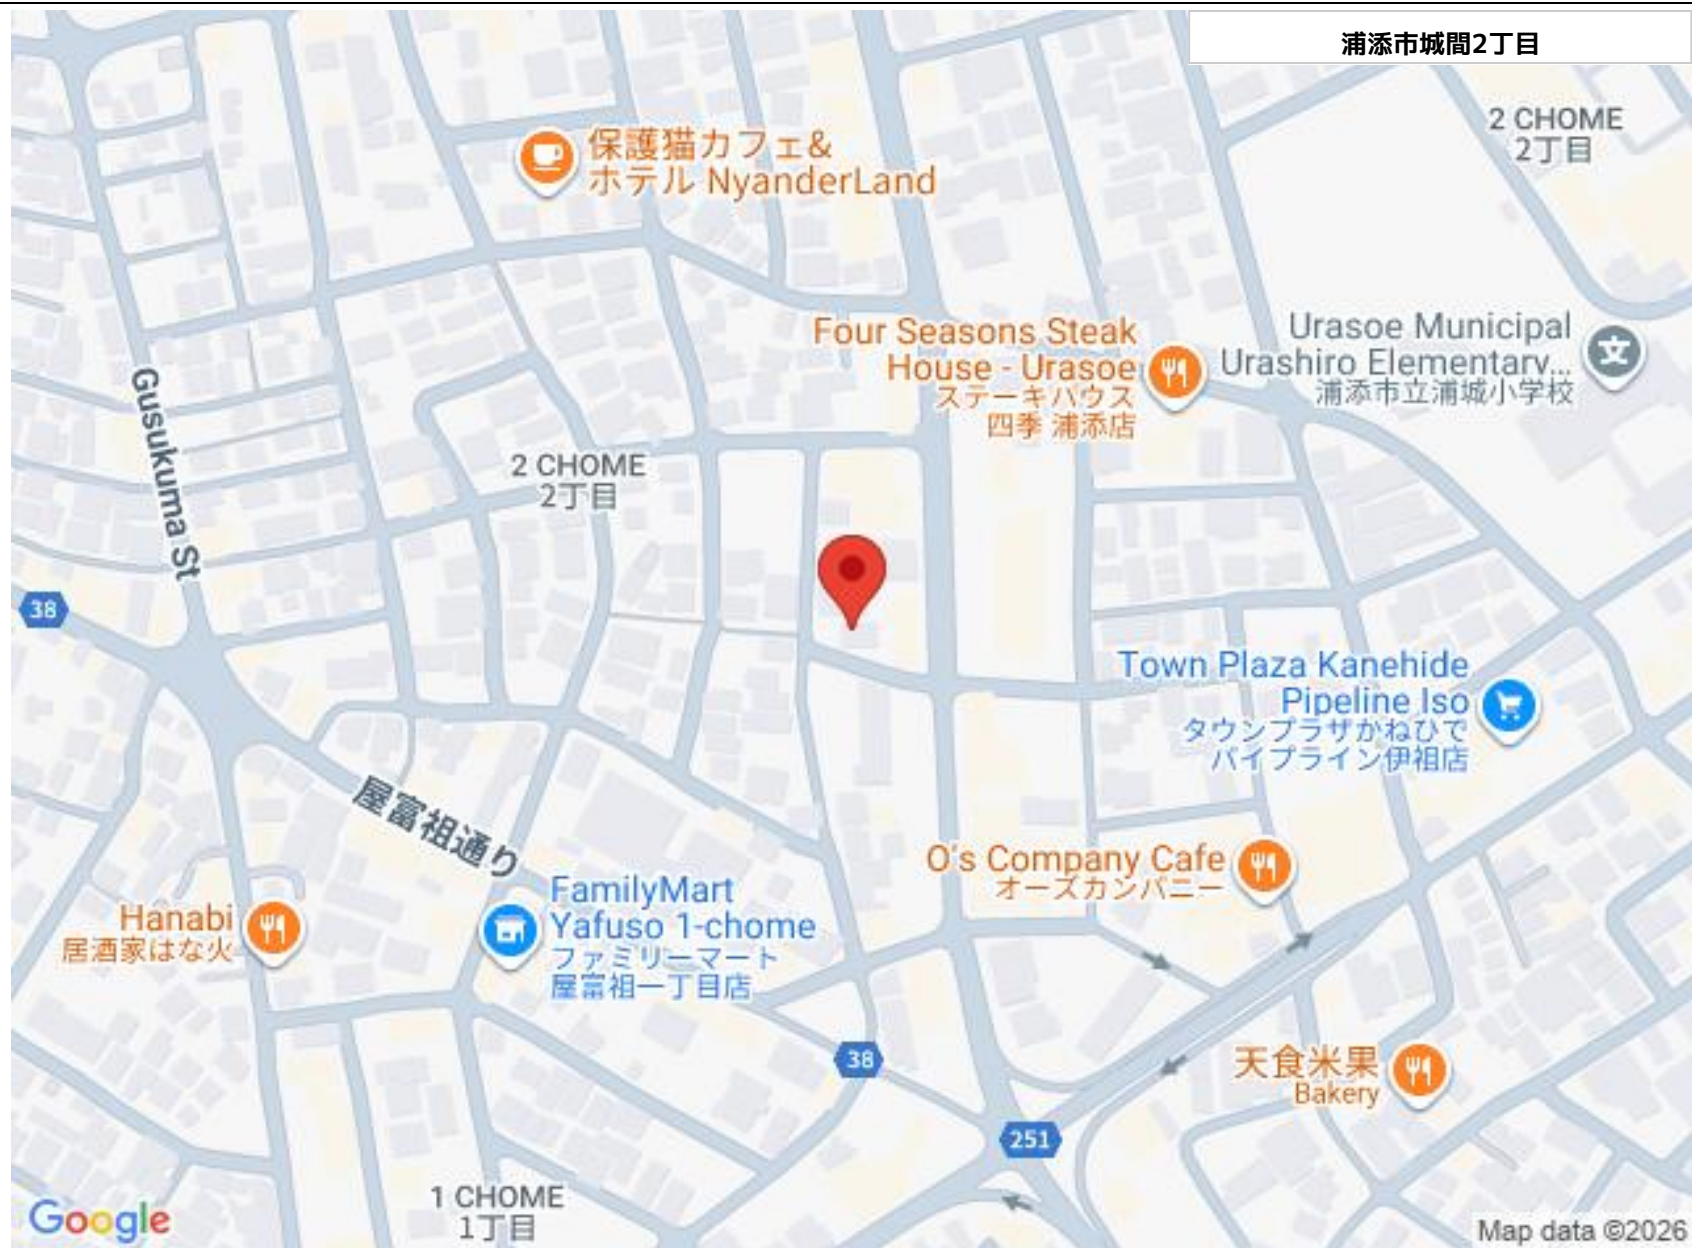 浦添市城間2丁目
2 CHOME
2丁目
保護猫カフェ&
ホテル NyanderLand
Four Seasons Steak
House - Urasoe
ステーキハウス
四季 浦添店
Urasoe Municipal
Urashiro Elementary...
浦添市立浦城小学校
Gusukuma St
2 CHOME
2丁目
38
Town Plaza Kanehide
Pipeline Iso
タウンプラザかねひで
パイプライン伊祖店
屋富祖通り
O's Company Cafe
オーズカンパニー
FamilyMart
Yafuso 1-chome
ファミリーマート
屋富祖一丁目店
Hanabi
居酒家はな火
38
天食米果
Bakery
251
1 CHOME
1丁目
Google
Map data ©2026